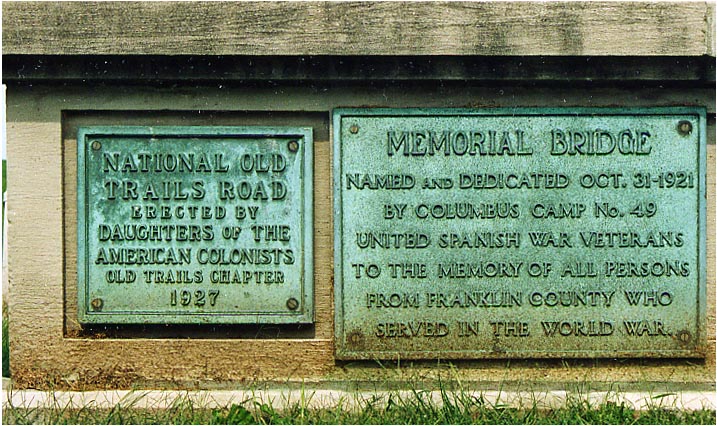 NATIONAL OLD
TRAILS ROAD
ERECTED BY
DAUGHTERS OF THE
AMERICAN COLONISTS
OLD TRAILS CHAPTER
1927
MEMORIAL BRIDGE
NAMED AND DEDICATED OCT. 31-1921
BY COLUMBUS CAMP No. 49
UNITED SPANISH WAR VETERANS
TO THE MEMORY OF ALL PERSONS
FROM FRANKLIN COUNTY WHO
SERVED IN THE WORLD WAR.